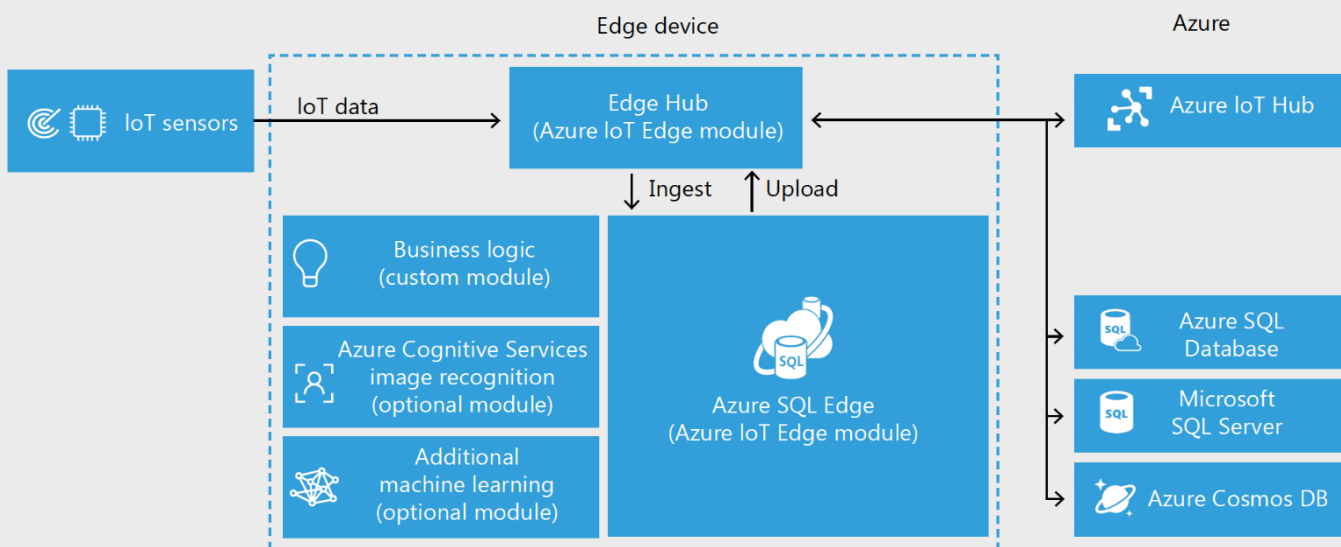 Edge device
Azure
IoT sensors
IoT data
Edge Hub
(Azure IoT Edge module)
Azure IoT Hub
Ingest
Upload
Business logic
(custom module)
Azure Cognitive Services
image recognition
(optional module)
Additional
machine learning
(optional module)
SQL
Azure SQL Edge
(Azure IoT Edge module)
SQL
Azure SQL
Database
SQL
Microsoft
SQL Server
Azure Cosmos DB